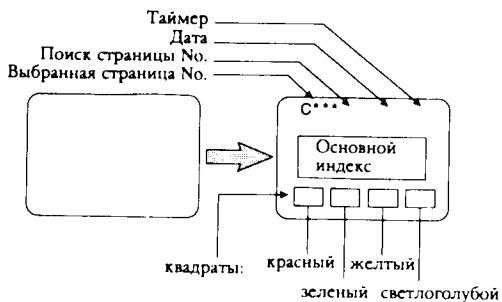 Таймер
Дата
Поиск страницы No.
Выбранная страница No.
C***
Основной
индекс
квадраты: красный желтый
зеленый светлоголубой